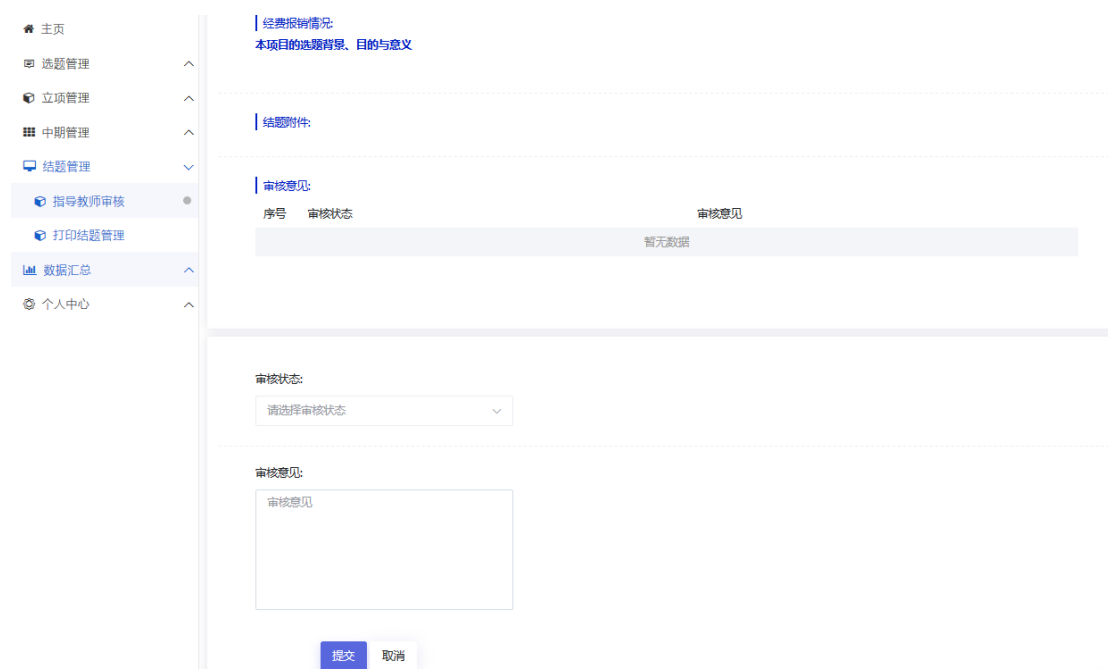 主页
选题管理
立项管理
中期管理
结题管理
指导教师审核
打印结题管理
数据汇总
个人中心
经费报销情况:
本项目的选题背景、目的与意义
结题附件:
审核意见:
序号 审核状态 审核意见
暂无数据
审核状态:
请选择审核状态
审核意见:
审核意见
提交 取消